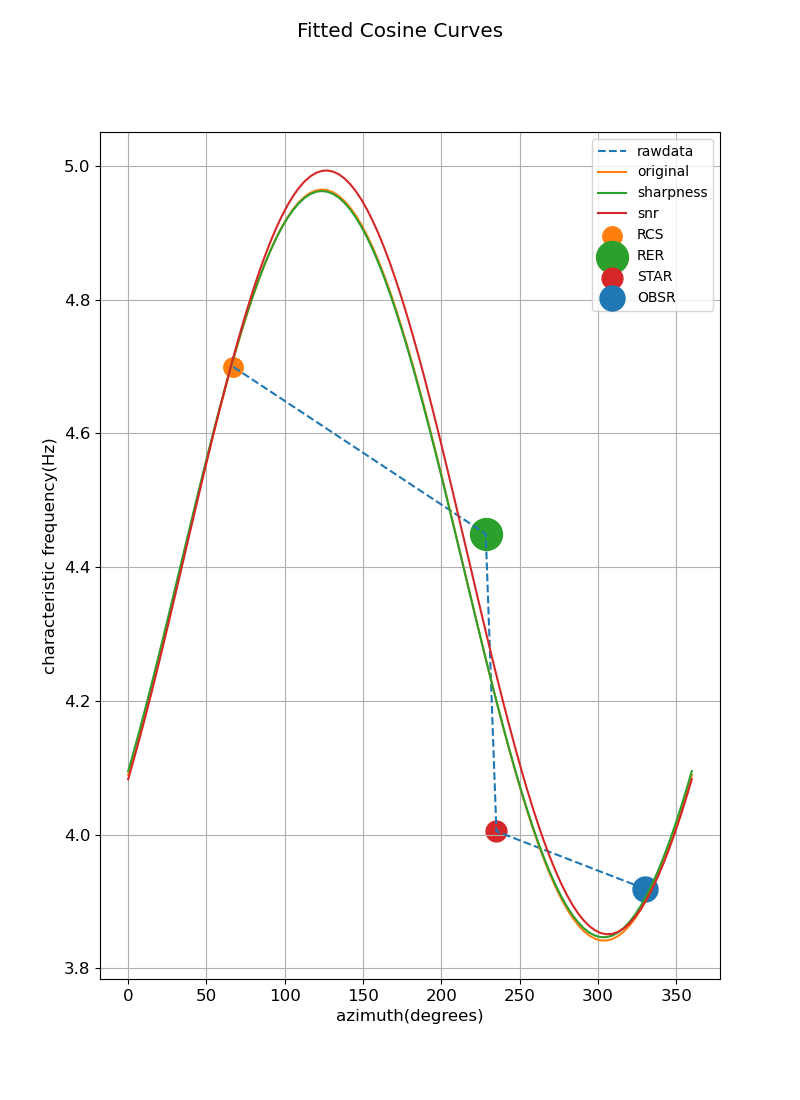 Fitted Cosine Curves
5.0
4.8
4.6
4.4
4.2
4.0
3.8
characteristic frequency(Hz)
rawdata
original
sharpness
snr
RCS
RER
STAR
OBSR
0 50 100 150 200 250 300 350
azimuth(degrees)